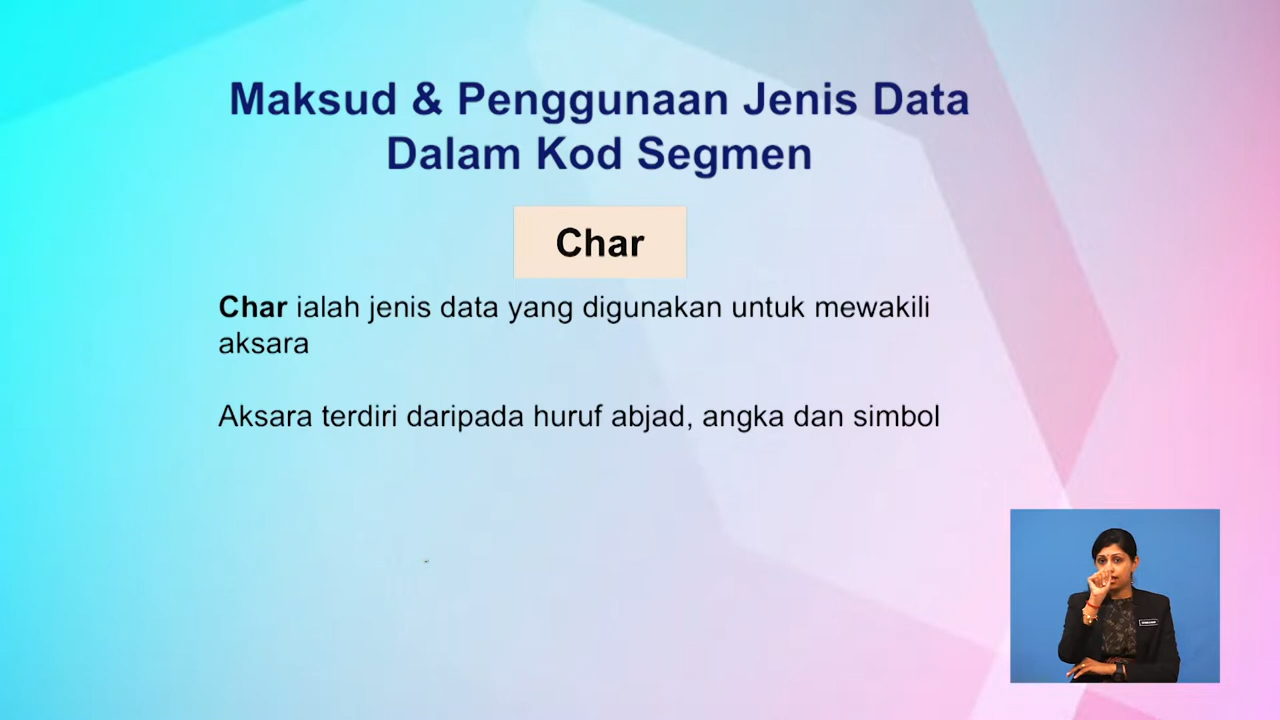 Maksud & Penggunaan Jenis Data
Dalam Kod Segmen
Char
Char ialah jenis data yang digunakan untuk mewakili
aksara
Aksara terdiri daripada huruf abjad, angka dan simbol